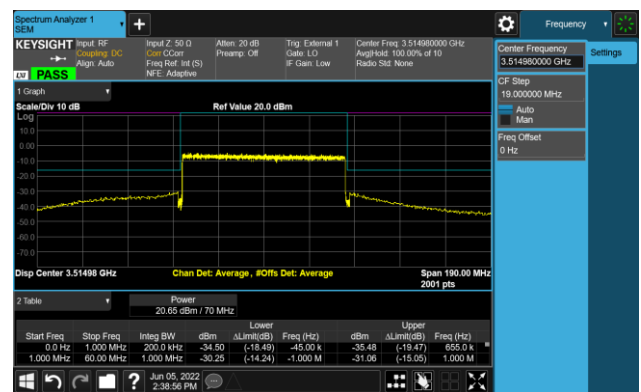 Spectrum Analyzer 1
SEM
Frequency
KEYSIGHT
Input: RF
Coupling: DC
Align: Auto
Input Z: 50 Ω
Corr CCorr
Freq Ref: Int (S)
NFE: Adaptive
Atten: 20 dB
Preamp: Off
Trig: External 1
Gate: LO
IF Gain: Low
Center Freq: 3.514980000 GHz
Avg|Hold: 100.00% of 10
Radio Std: None
LXI
PASS
Center Frequency
3.514980000 GHz
Settings
CF Step
19.000000 MHz
Auto
Man
Freq Offset
0 Hz
1 Graph
Scale/Div 10 dB
Ref Value 20.0 dBm
Log
10.0
0.00
-10.0
-20.0
-30.0
-40.0
-50.0
-60.0
-70.0
Disp Center 3.51498 GHz
Chan Det: Average , #Offs Det: Average
Span 190.00 MHz
2001 pts
2 Table
Power
20.65 dBm / 70 MHz
Lower Upper
Start Freq Stop Freq Integ BW dBm ΔLimit(dB) Freq (Hz) dBm ΔLimit(dB) Freq (Hz)
0.0 Hz 1.000 MHz 200.0 kHz -34.50 (-18.49) -45.00 k -35.48 (-19.47) 655.0 k
1.000 MHz 60.00 MHz 1.000 MHz -30.25 (-14.24) -1.000 M -31.06 (-15.05) 1.000 M
Jun 05, 2022
2:38:56 PM